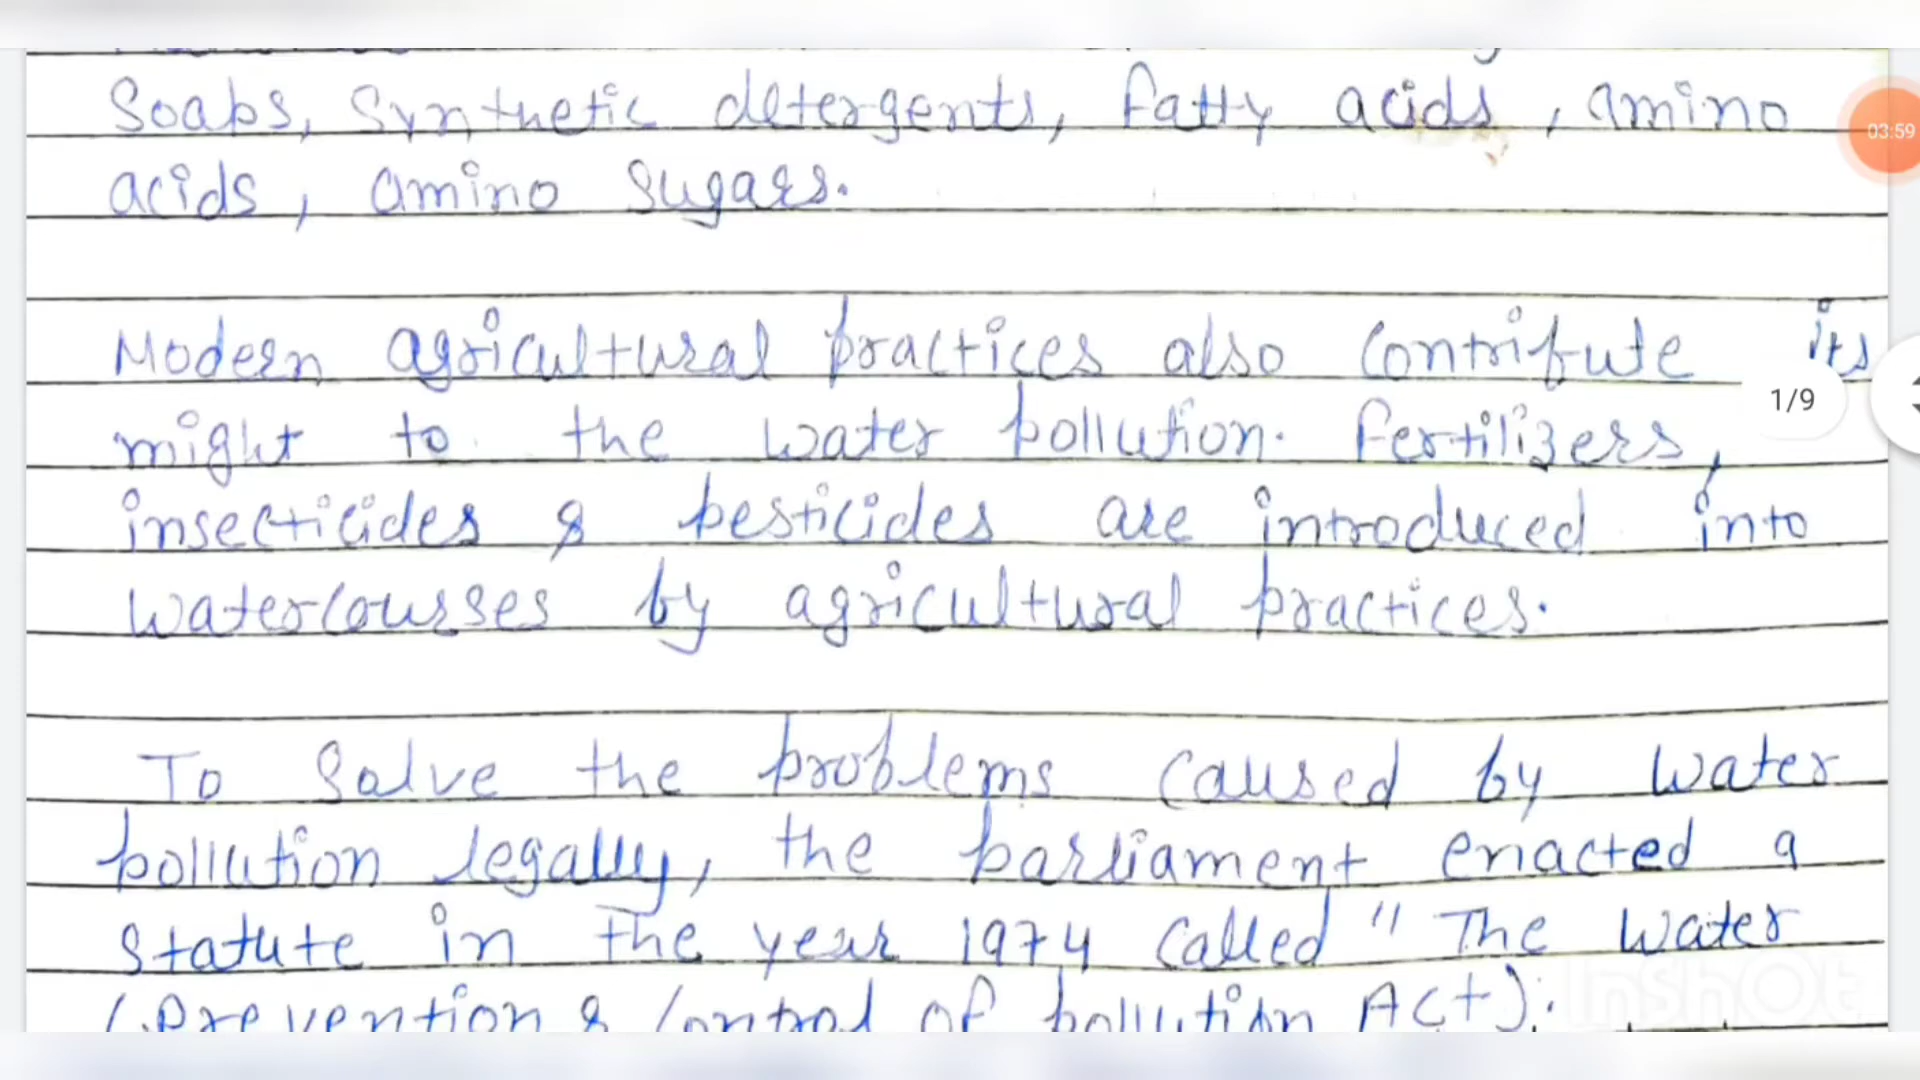 Soaps, Synthetic detergents, fatty acids, amino
03:59
acids, amino sugars.
Modern agricultural practices also contribute its
1/9
might to the water pollution. Fertilizers,
insecticides & pesticides are introduced into
watercourses by agricultural practices.
To Salve the problems caused by water
pollution legally, the parliament enacted a
statute in the year 1974 called " The water
(Prevention & Control of pollution Act).
InShOt